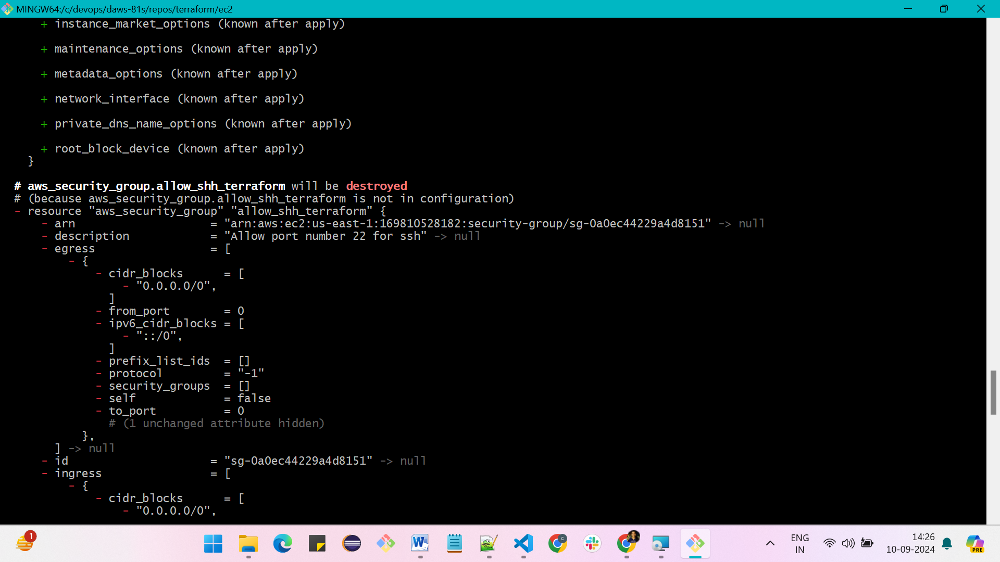 MINGW64:/c/devops/daws-81s/repos/terraform/ec2
+ instance_market_options (known after apply)
+ maintenance_options (known after apply)
+ metadata_options (known after apply)
+ network_interface (known after apply)
+ private_dns_name_options (known after apply)
+ root_block_device (known after apply)
}
# aws_security_group.allow_shh_terraform will be destroyed
# (because aws_security_group.allow_shh_terraform is not in configuration)
- resource "aws_security_group" "allow_shh_terraform" {
- arn = "arn:aws:ec2:us-east-1:169810528182:security-group/sg-0a0ec44229a4d8151" -> null
- description = "Allow port number 22 for ssh" -> null
- egress = [
- {
- cidr_blocks = [
- "0.0.0.0/0",
]
- from_port = 0
- ipv6_cidr_blocks = [
- "::/0",
]
- prefix_list_ids = []
- protocol = "-1"
- security_groups = []
- self = false
- to_port = 0
# (1 unchanged attribute hidden)
},
] -> null
- id = "sg-0a0ec44229a4d8151" -> null
- ingress = [
- {
- cidr_blocks = [
- "0.0.0.0/0",
1
ENG
IN
14:26
10-09-2024
PRE